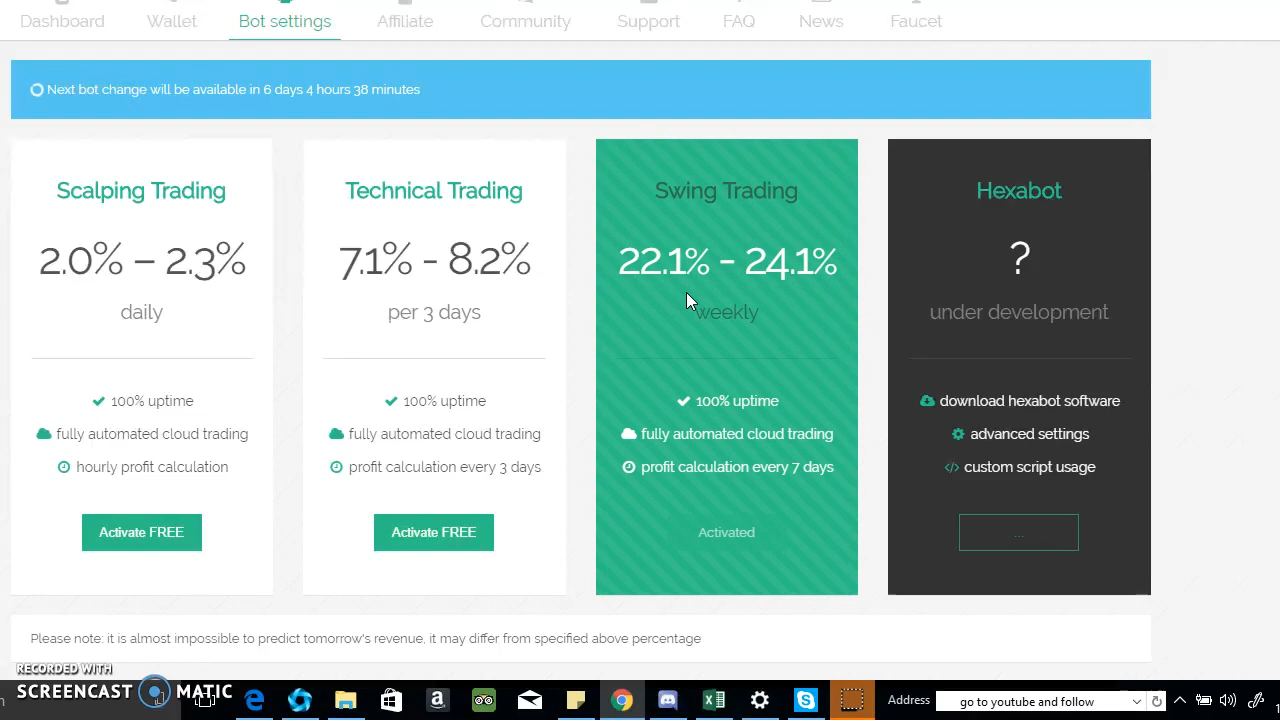 Dashboard Wallet Bot settings Affiliate Community Support FAQ News Faucet
Next bot change will be available in 6 days 4 hours 38 minutes
Scalping Trading
2.0% – 2.3%
daily
100% uptime
fully automated cloud trading
hourly profit calculation
Activate FREE
Technical Trading
7.1% - 8.2%
per 3 days
100% uptime
fully automated cloud trading
profit calculation every 3 days
Activate FREE
Swing Trading
22.1% - 24.1%
weekly
100% uptime
fully automated cloud trading
profit calculation every 7 days
Activated
Hexabot
?
under development
download hexabot software
advanced settings
custom script usage
...
Please note: it is almost impossible to predict tomorrow's revenue, it may differ from specified above percentage
RECORDED WITH
SCREENCAST MATIC
Address go to youtube and follow